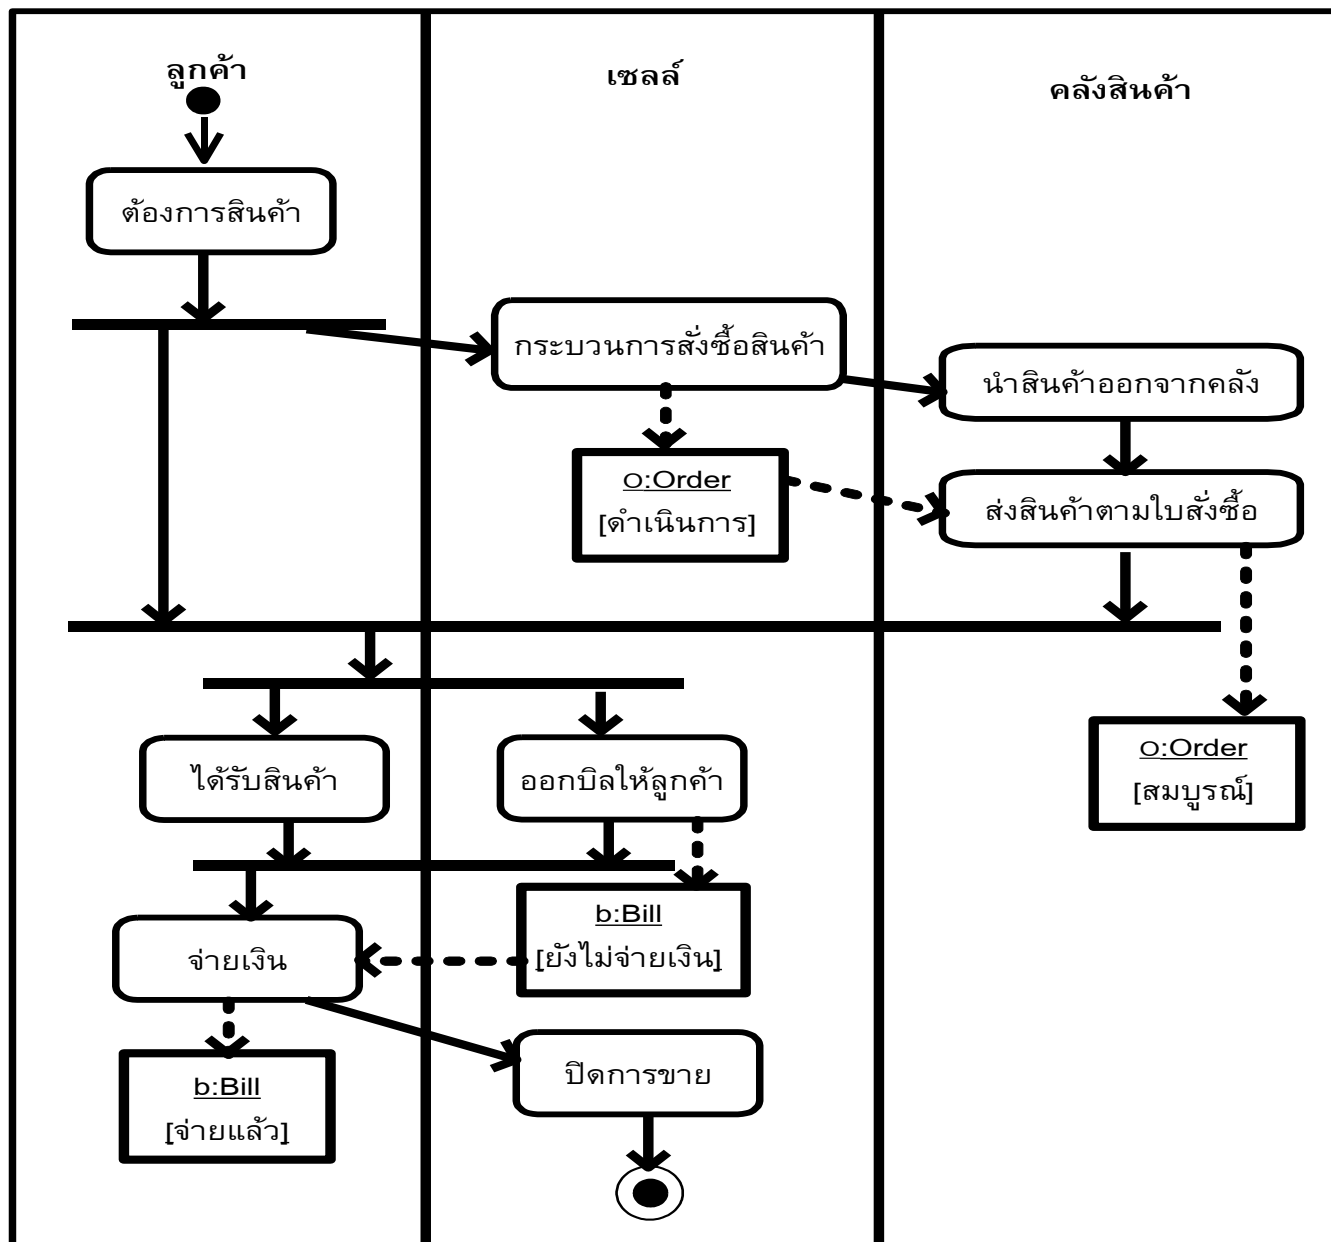 ลูกค้า
เซลล์
คลังสินค้า
ต้องการสินค้า
กระบวนการสั่งซื้อสินค้า
นำสินค้าออกจากคลัง
O:Order
[ดำเนินการ]
ส่งสินค้าตามใบสั่งซื้อ
ได้รับสินค้า
ออกบิลให้ลูกค้า
O:Order
[สมบูรณ์]
b:Bill
[ยังไม่จ่ายเงิน]
จ่ายเงิน
b:Bill
[จ่ายแล้ว]
ปิดการขาย